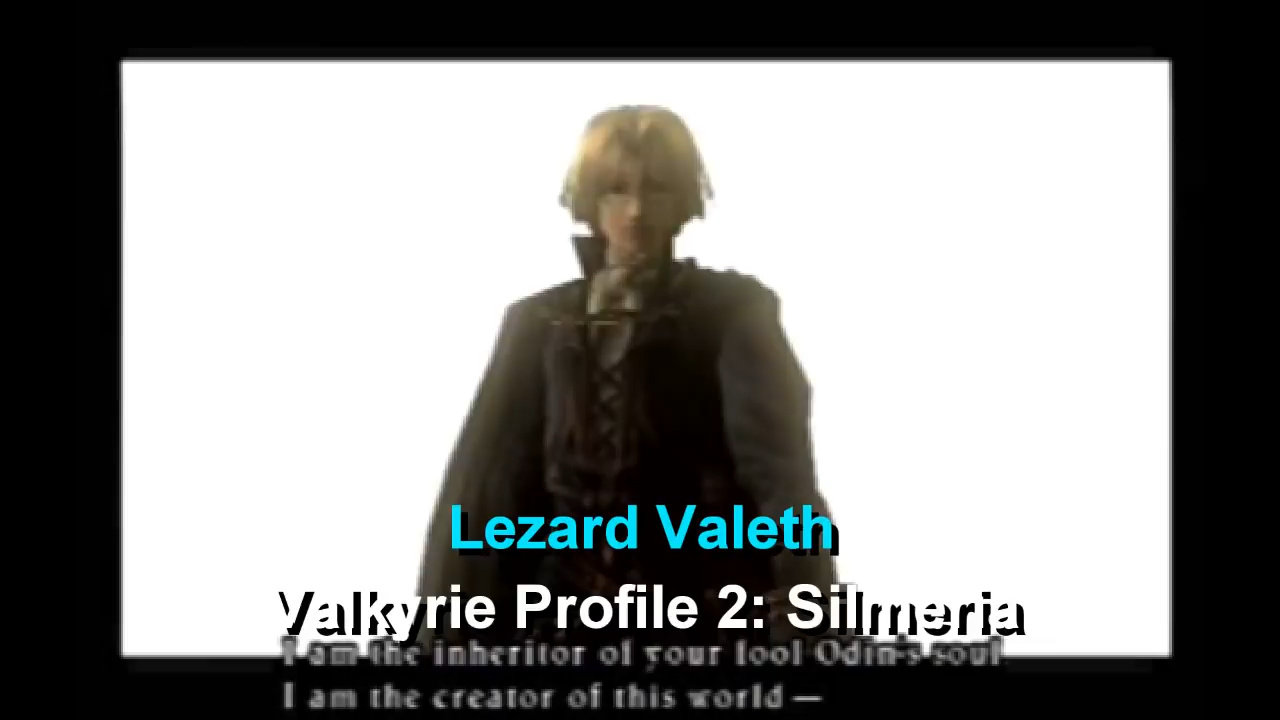 Lezard Valeth
Valkyrie Profile 2: Silmeria
I am the inheritor of your fool Odin's soul
I am the creator of this world —